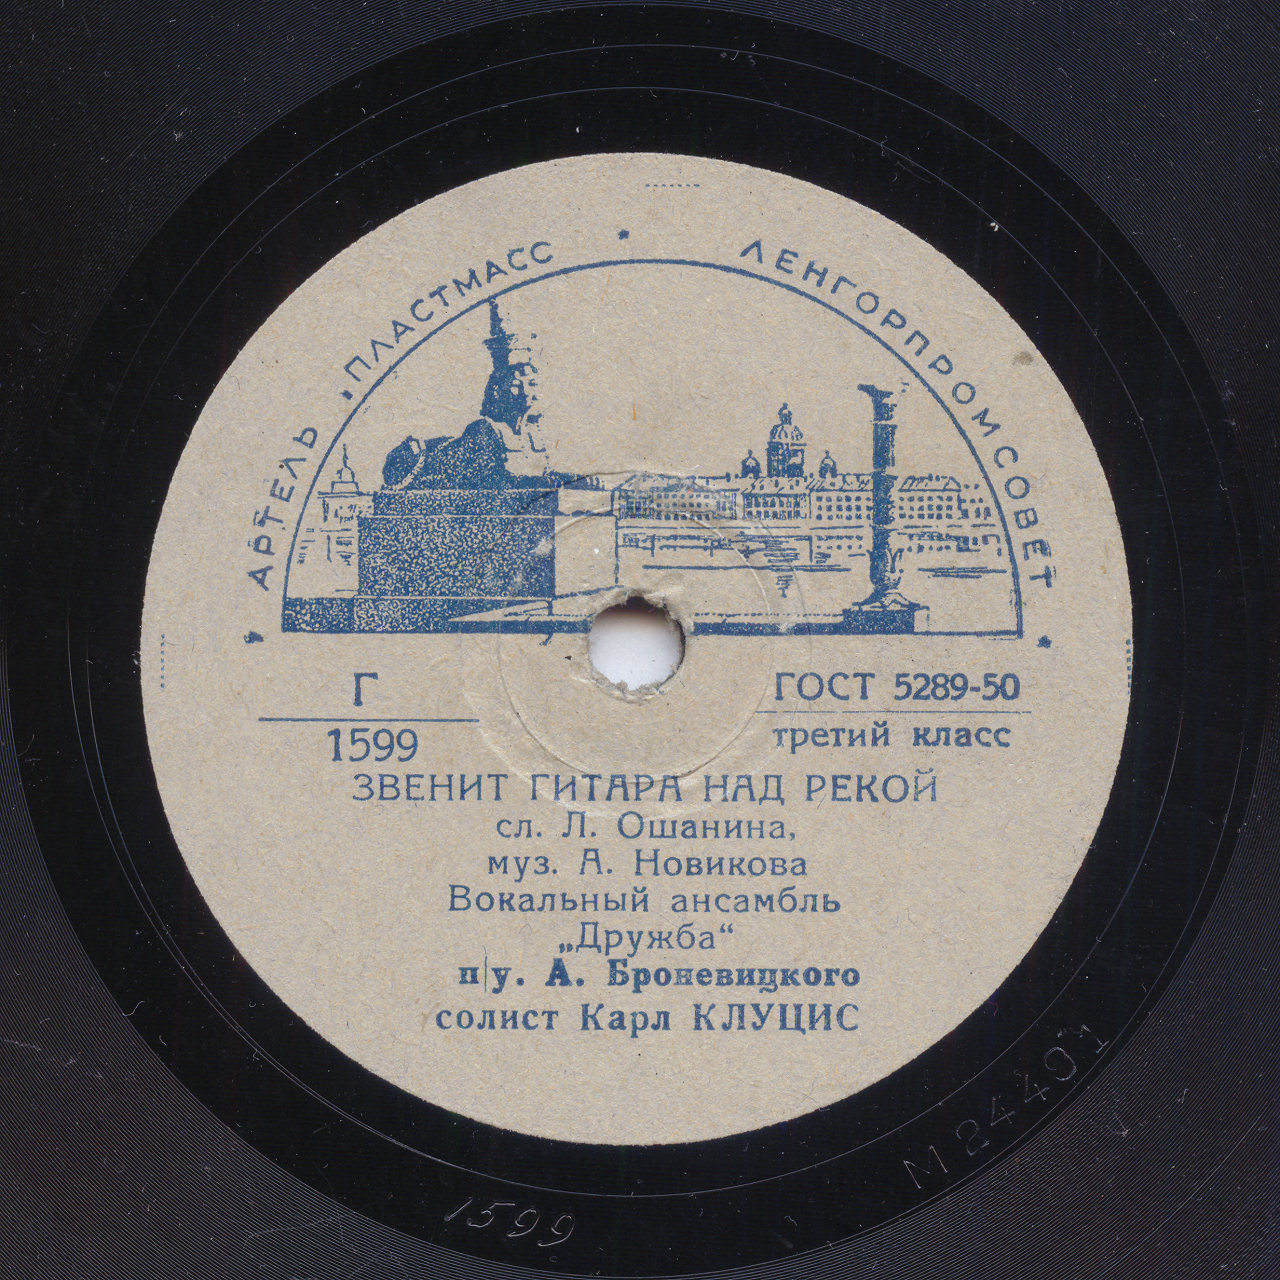 АРТЕЛЬ „ПЛАСТМАСС“ * ЛЕНГОРПРОМСОВЕТ
Г
1599
ГОСТ 5289-50
третий класс
ЗВЕНИТ ГИТАРА НАД РЕКОЙ
сл. Л. Ошанина,
муз. А. Новикова
Вокальный ансамбль
„Дружба“
п/у. А. Броневицкого
солист Карл КЛУЦИС
1599
М 24491